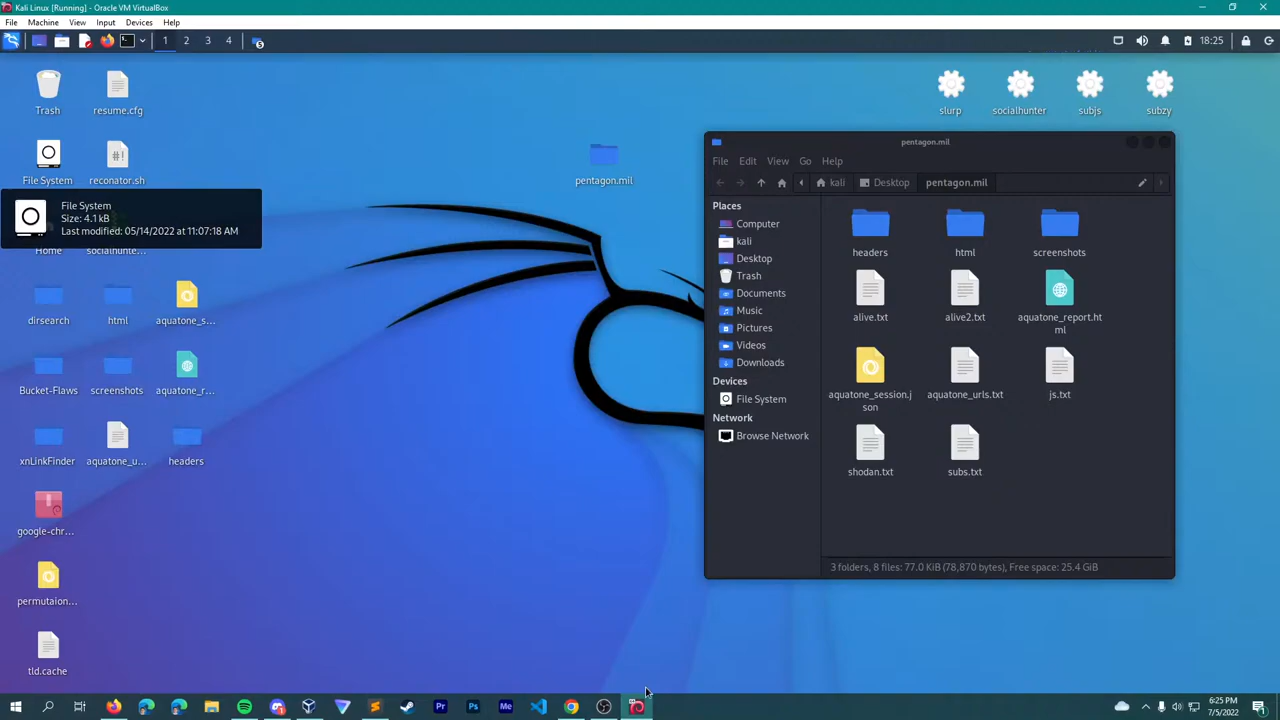 Kali Linux [Running] - Oracle VM VirtualBox
File Machine View Input Devices Help
1 2 3 4
18:25
Trash
resume.cfg
slurp
socialhunter
subjs
subzy
File System
reconator.sh
pentagon.mil
File System
Size: 4.1 kB
Last modified: 05/14/2022 at 11:07:18 AM
Home
socialhunte...
dirsearch
html
aquatone_s...
Bucket-Flaws
screenshots
aquatone_r...
xnLinkFinder
aquatone_u...
headers
google-chr...
permutaion...
tld.cache
pentagon.mil
File Edit View Go Help
kali
Desktop
pentagon.mil
Places
Computer
kali
Desktop
Trash
Documents
Music
Pictures
Videos
Downloads
Devices
File System
Network
Browse Network
headers
html
screenshots
alive.txt
alive2.txt
aquatone_report.ht
ml
aquatone_session.j
son
aquatone_urls.txt
js.txt
shodan.txt
subs.txt
3 folders, 8 files: 77.0 KiB (78,870 bytes), Free space: 25.4 GiB
Pr
Ps
Me
6:25 PM
7/5/2022